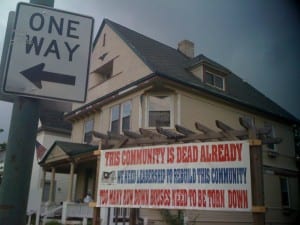 ONE
WAY
THIS COMMUNITY IS DEAD ALREADY
WE NEED LEADERSHIP TO REBUILD THIS COMMUNITY
TOO MANY RUN DOWN HOUSES NEED TO BE TORN DOWN